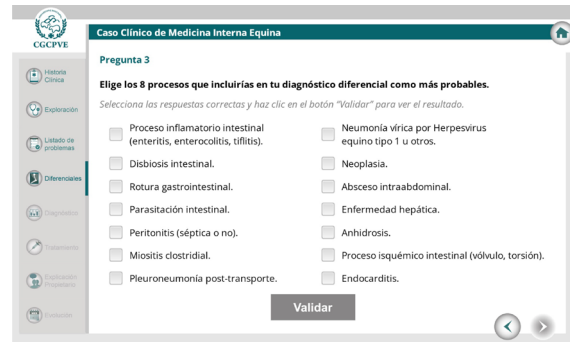 CGCPVE
Caso Clínico de Medicina Interna Equina
Historia
Clínica
Exploración
Listado de
problemas
Diferenciales
Diagnóstico
Tratamiento
Explicación
Propietario
Evolución
Pregunta 3
Elige los 8 procesos que incluirías en tu diagnóstico diferencial como más probables.
Selecciona las respuestas correctas y haz clic en el botón "Validar" para ver el resultado.
Proceso inflamatorio intestinal
(enteritis, enterocolitis, tiflitis).
Disbiosis intestinal.
Rotura gastrointestinal.
Parasitación intestinal.
Peritonitis (séptica o no).
Miositis clostridial.
Pleuroneumonía post-transporte.
Neumonía vírica por Herpesvirus
equino tipo 1 u otros.
Neoplasia.
Absceso intraabdominal.
Enfermedad hepática.
Anhidrosis.
Proceso isquémico intestinal (vólvulo, torsión).
Endocarditis.
Validar